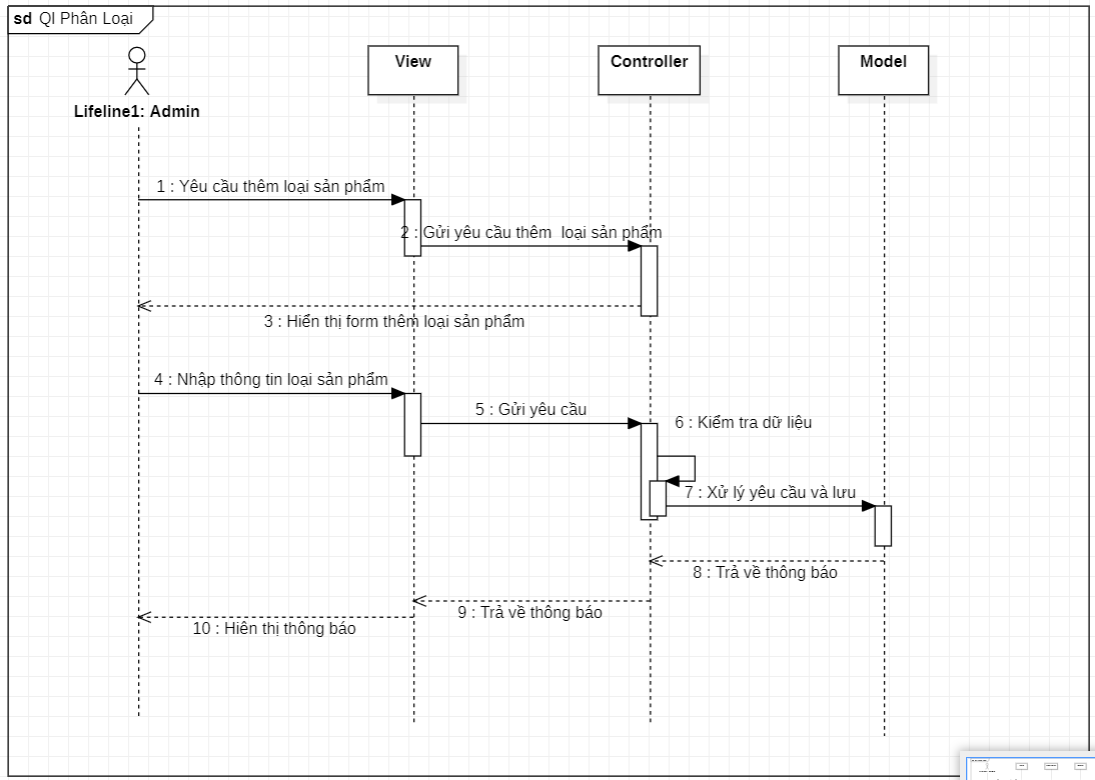 sd QI Phân Loại
View
Controller
Model
Lifeline1: Admin
1 : Yêu cầu thêm loại sản phẩm
2 : Gửi yêu cầu thêm loại sản phẩm
3 : Hiển thị form thêm loại sản phẩm
4 : Nhập thông tin loại sản phẩm
5 : Gửi yêu cầu
6 : Kiểm tra dữ liệu
7 : Xử lý yêu cầu và lưu
8 : Trả về thông báo
9 : Trả về thông báo
10 : Hiên thị thông báo